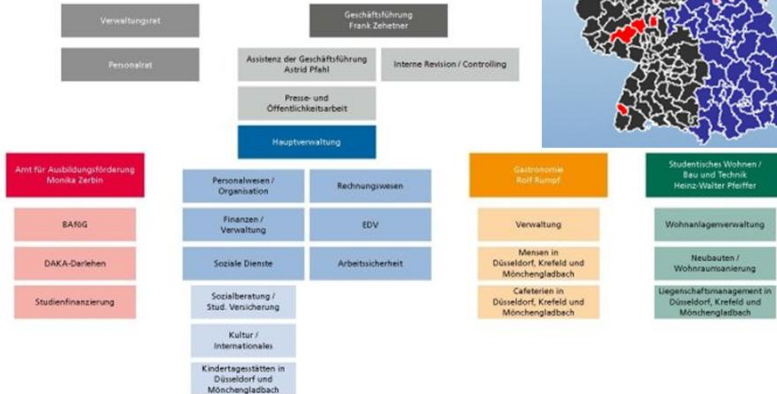 Verwaltungsret
Geschäftsführung
Frank Zehetner
Personalrat
Assistenz der Geschäftsführung
Astrid Pfahl
Interne Revision / Controlling
Presse- und
Öffentlichkeitsarbeit
Hauptverwaltung
Amt für Ausbildungsförderung
Monika Zerbin
BAföG
DAKA-Darlehen
Studienfinanzierung
Personalwesen /
Organisation
Rechnungswesen
Finanzen /
Verwaltung
EDV
Soziale Dienste
Arbeitssicherheit
Sozialberatung /
Stud. Versicherung
Kultur /
Internationales
Kindertagesstätten in
Düsseldorf und
Mönchengladbach
Gastronomie
Rolf Rumpf
Verwaltung
Mensen in
Düsseldorf, Krefeld und
Mönchengladbach
Cafeterien in
Düsseldorf, Krefeld und
Mönchengladbach
Studentisches Wohnen /
Bau und Technik
Heinz-Walter Pfeiffer
Wohnanlagenverwaltung
Neubauten /
Wohnraumsanierung
Liegenschaftsmanagement in
Düsseldorf, Krefeld und
Mönchengladbach